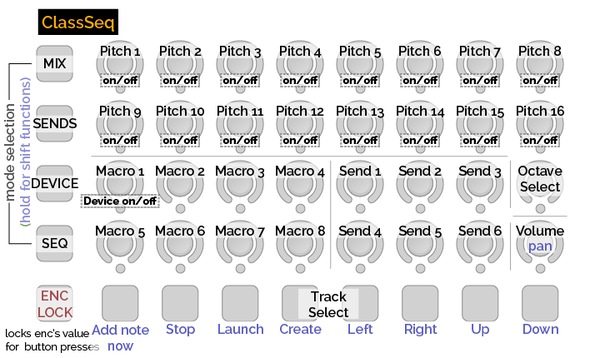 ClassSeq
MIX Pitch 1 Pitch 2 Pitch 3 Pitch 4 Pitch 5 Pitch 6 Pitch 7 Pitch 8
on/off on/off on/off on/off on/off on/off on/off on/off
SENDS Pitch 9 Pitch 10 Pitch 11 Pitch 12 Pitch 13 Pitch 14 Pitch 15 Pitch 16
on/off on/off on/off on/off on/off on/off on/off on/off
mode selection
(hold for shift functions)
DEVICE Macro 1 Macro 2 Macro 3 Macro 4 Send 1 Send 2 Send 3 Octave
Select
Device on/off
SEQ Macro 5 Macro 6 Macro 7 Macro 8 Send 4 Send 5 Send 6 Volume
pan
ENC
LOCK
Track
Select
locks enc's value
for button presses
Add note
now
Stop Launch Create Left Right Up Down